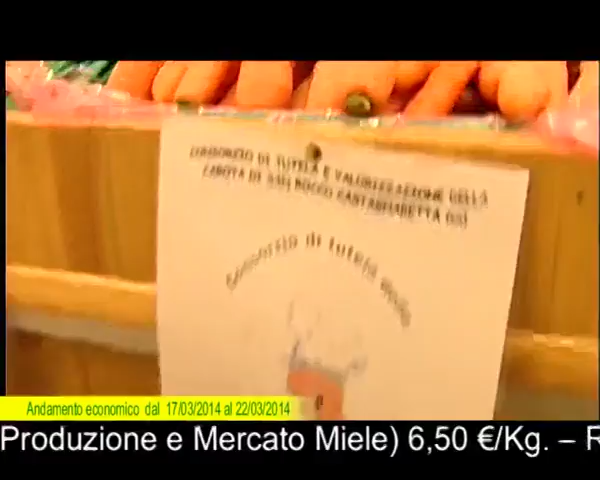 CONSORZIO DI TUTELA E VALORIZZAZIONE DELLA
CAROTA DI SAN ROCCO CASTAGNARETTA (CN)
consorzio di tutela della
Andamento economico dal 17/03/2014 al 22/03/2014
Produzione e Mercato Miele) 6,50 €/Kg. – R